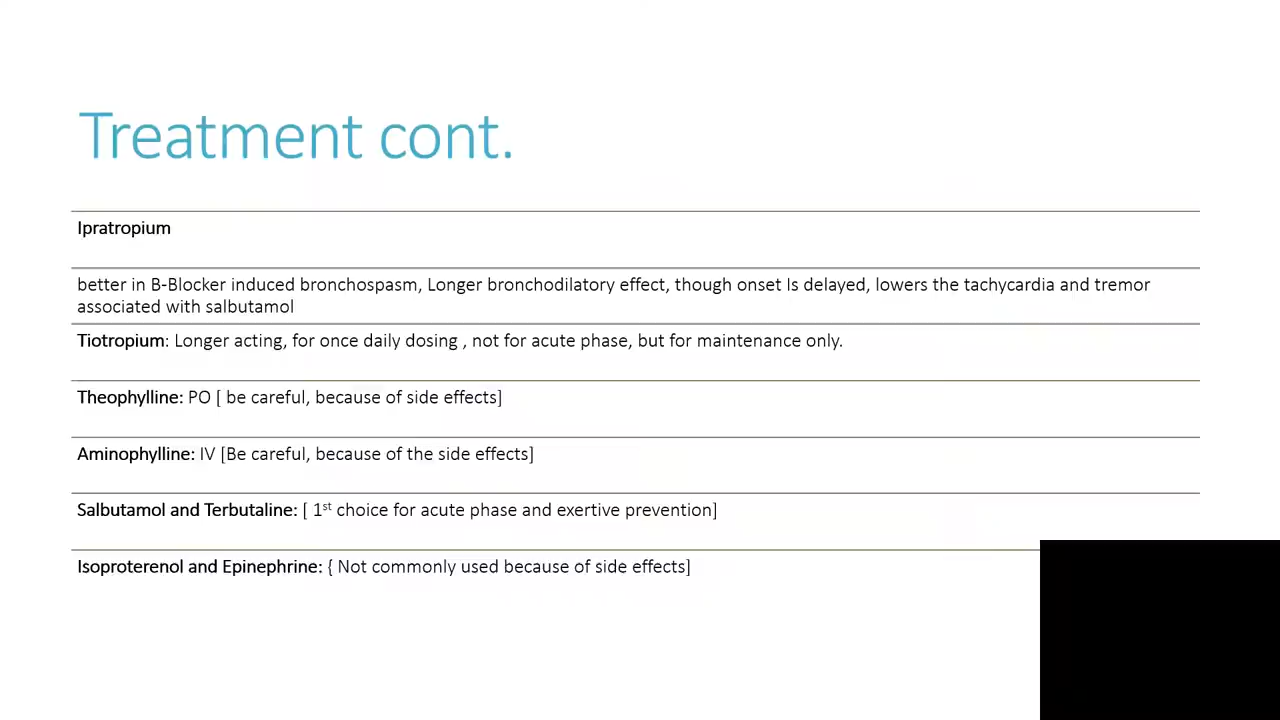 Treatment cont.
Ipratropium
better in B-Blocker induced bronchospasm, Longer bronchodilatory effect, though onset Is delayed, lowers the tachycardia and tremor
associated with salbutamol
Tiotropium: Longer acting, for once daily dosing , not for acute phase, but for maintenance only.
Theophylline: PO [ be careful, because of side effects]
Aminophylline: IV [Be careful, because of the side effects]
Salbutamol and Terbutaline: [ 1st choice for acute phase and exertive prevention]
Isoproterenol and Epinephrine: { Not commonly used because of side effects]